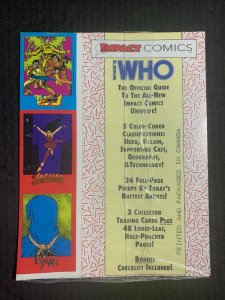 IMPACT COMICS
WHO'S
WHO
THE OFFICIAL GUIDE
TO THE ALL-NEW
IMPACT COMICS
UNIVERSE!
5 COLOR-CODED
CLASSIFICATIONS:
HERO, VILLAIN,
SUPPORTING CAST,
GEOGRAPHY,
&TECHNOLOGY!
24 FULL-PAGE
PINUPS BY TODAY'S
HOTTEST ARTISTS!
3 COLLECTOR
TRADING CARDS PLUS
48 LOOSE-LEAF,
HOLE-PUNCHED
PAGES!
BONUS:
CHECKLIST INCLUDED!
PRINTED AND PACKAGED IN CANADA
JAGUAR